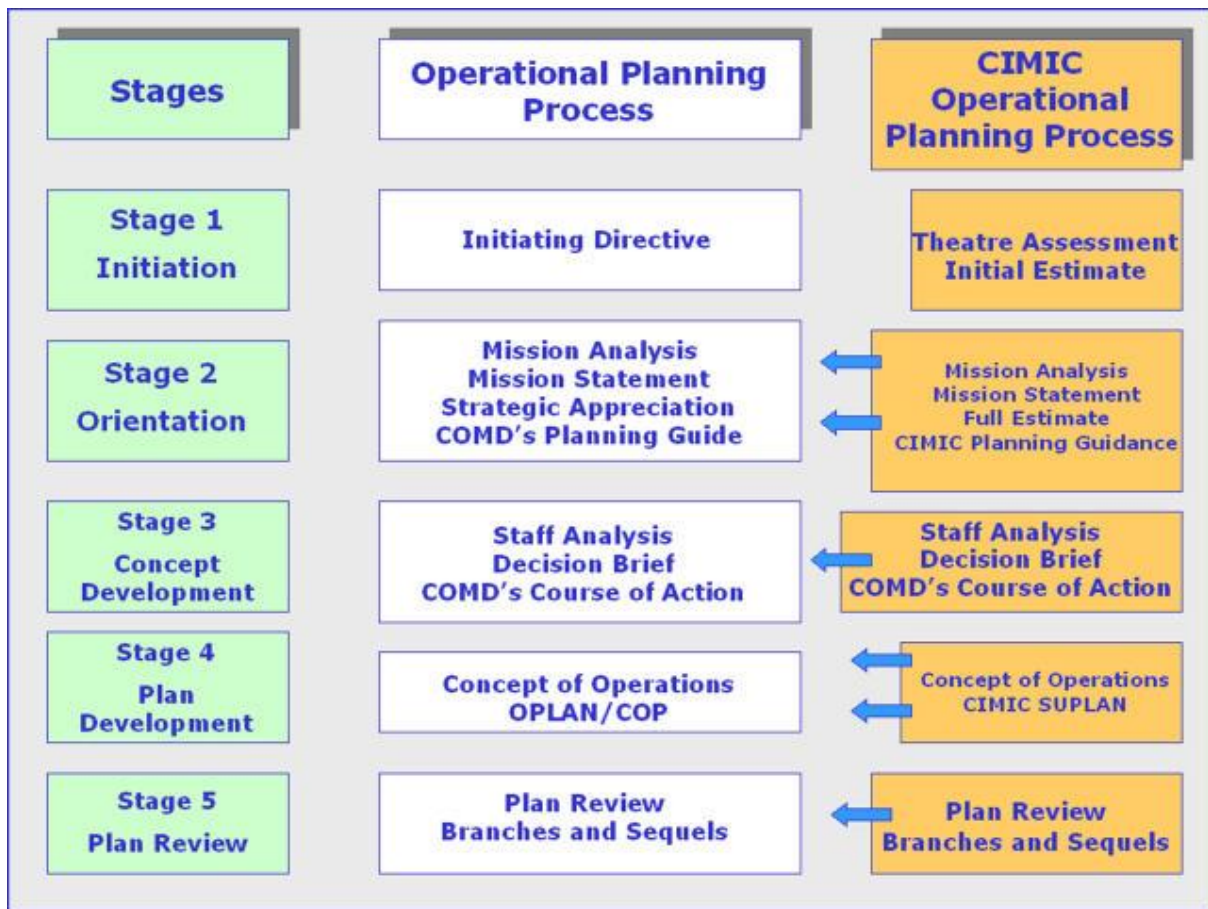 Stages
Operational Planning
Process
CIMIC
Operational
Planning Process
Stage 1
Initiation
Initiating Directive
Theatre Assessment
Initial Estimate
Stage 2
Orientation
Mission Analysis
Mission Statement
Strategic Appreciation
COMD's Planning Guide
Mission Analysis
Mission Statement
Full Estimate
CIMIC Planning Guidance
Stage 3
Concept
Development
Staff Analysis
Decision Brief
COMD's Course of Action
Staff Analysis
Decision Brief
COMD's Course of Action
Stage 4
Plan
Development
Concept of Operations
OPLAN/COP
Concept of Operations
CIMIC SUPLAN
Stage 5
Plan Review
Plan Review
Branches and Sequels
Plan Review
Branches and Sequels